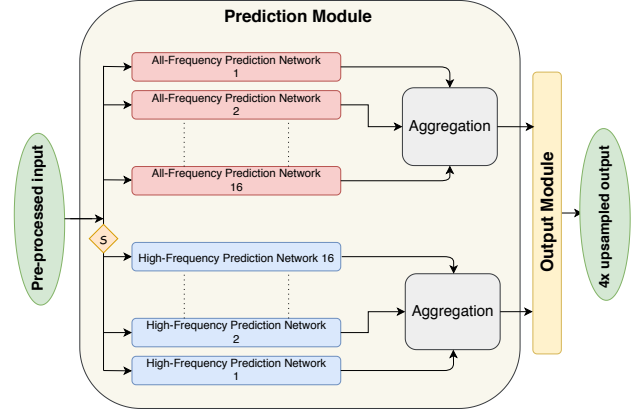 Prediction Module
All-Frequency Prediction Network
1
All-Frequency Prediction Network
2
All-Frequency Prediction Network
16
Aggregation
Pre-processed input
S
High-Frequency Prediction Network 16
High-Frequency Prediction Network
2
High-Frequency Prediction Network
1
Aggregation
Output Module
4x upsampled output